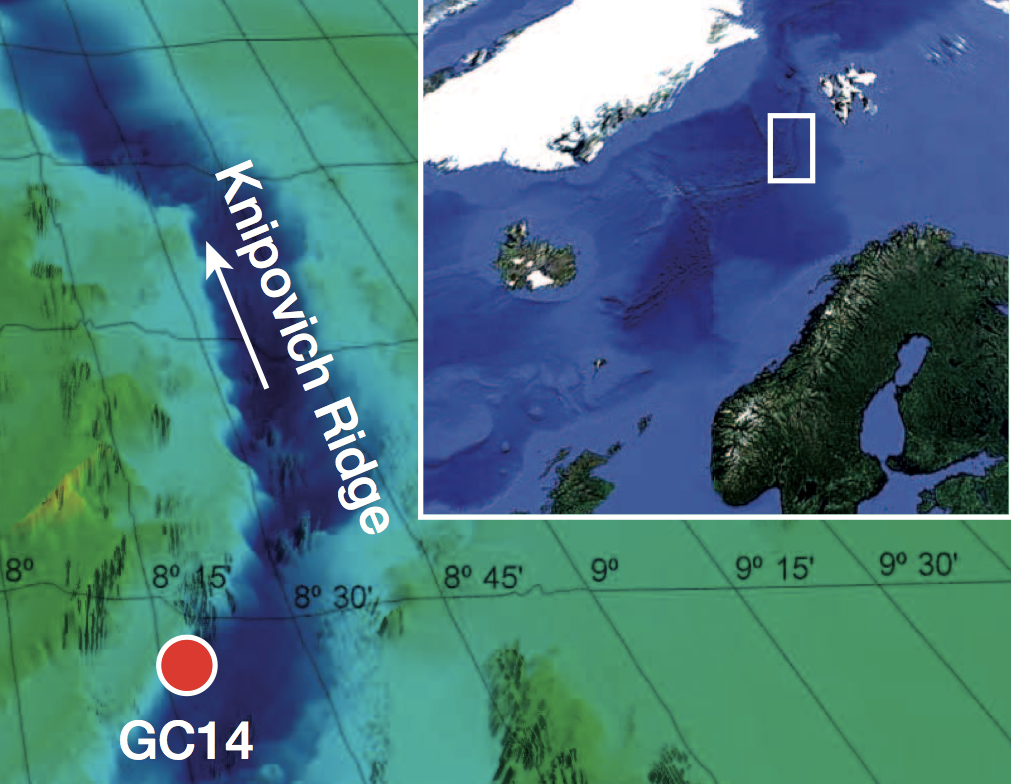 Knipovich Ridge
8º
8º 15'
8º 30'
8º 45'
9º
9º 15'
9º 30'
GC14